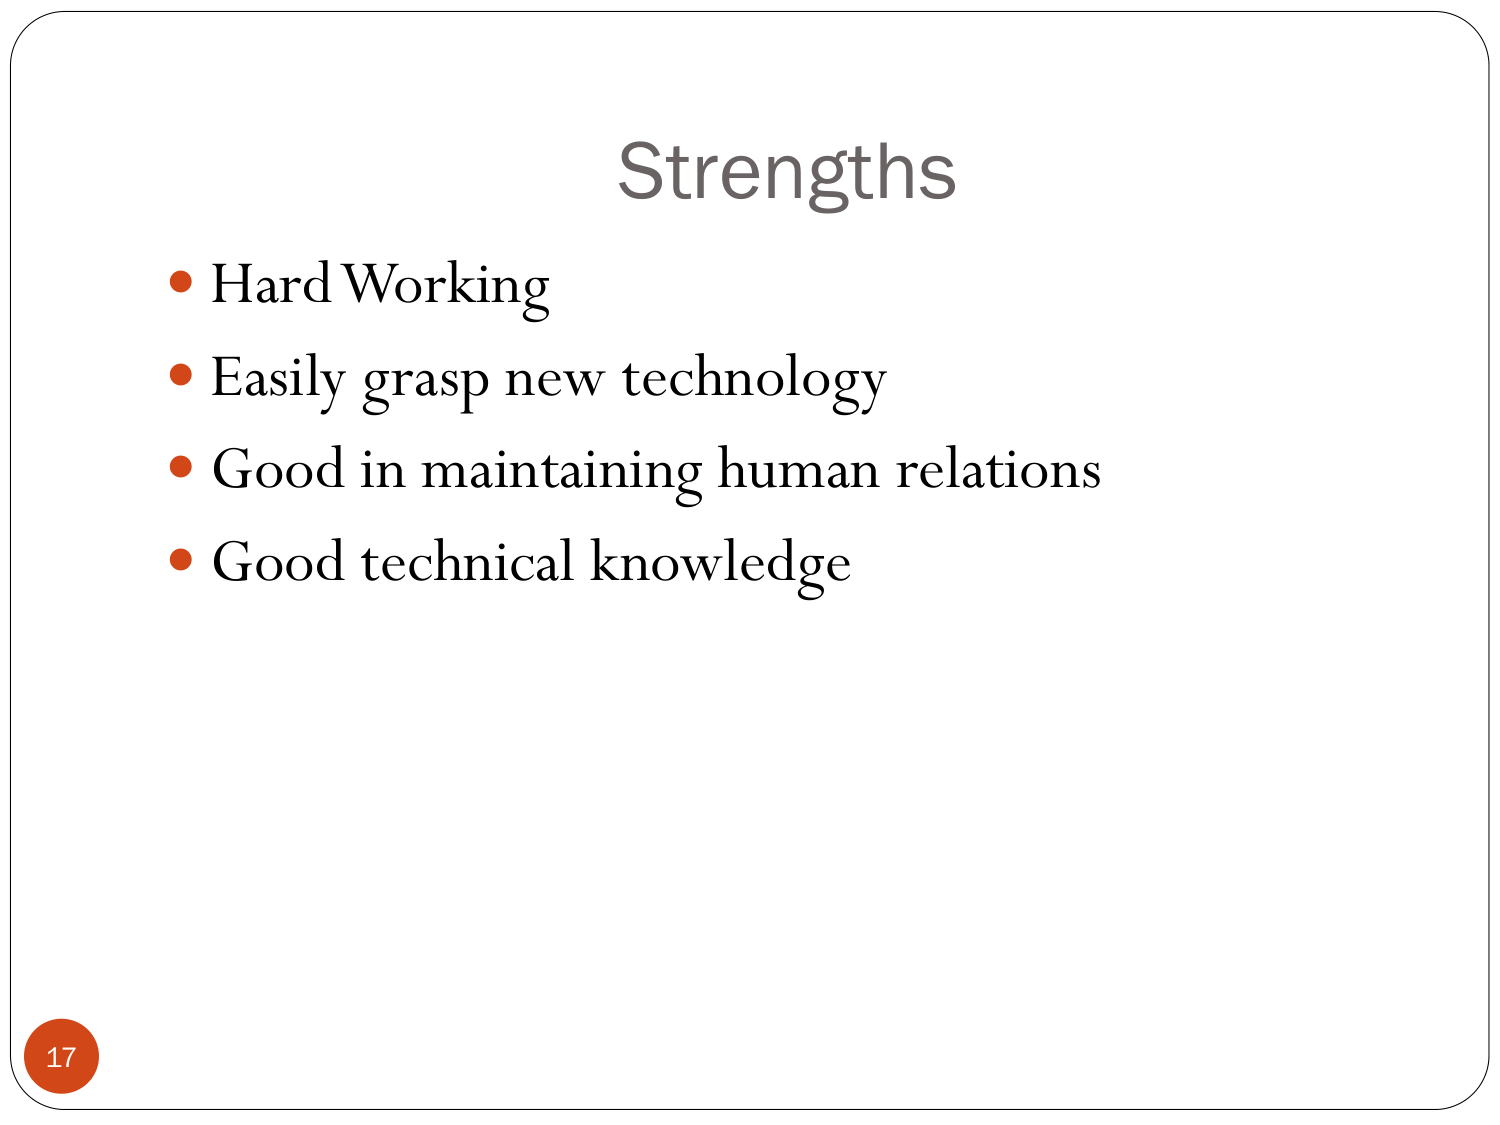 Strengths
• Hard Working
• Easily grasp new technology
• Good in maintaining human relations
• Good technical knowledge
17